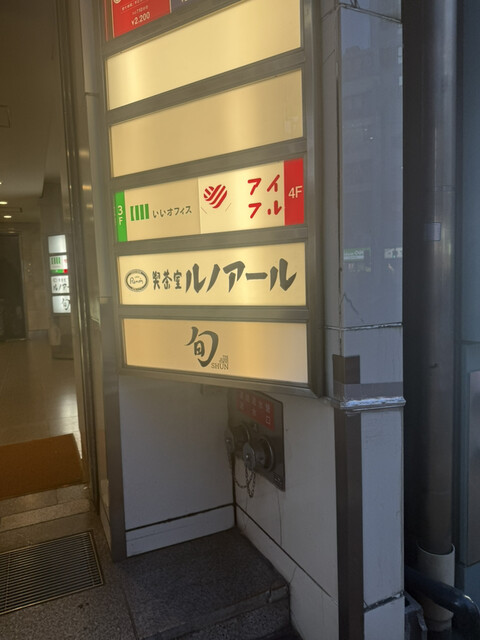 ¥2,200
3F
いいオフィス
アイ
フル
4F
Renoir
喫茶室 ルノアール
旬
SHUN